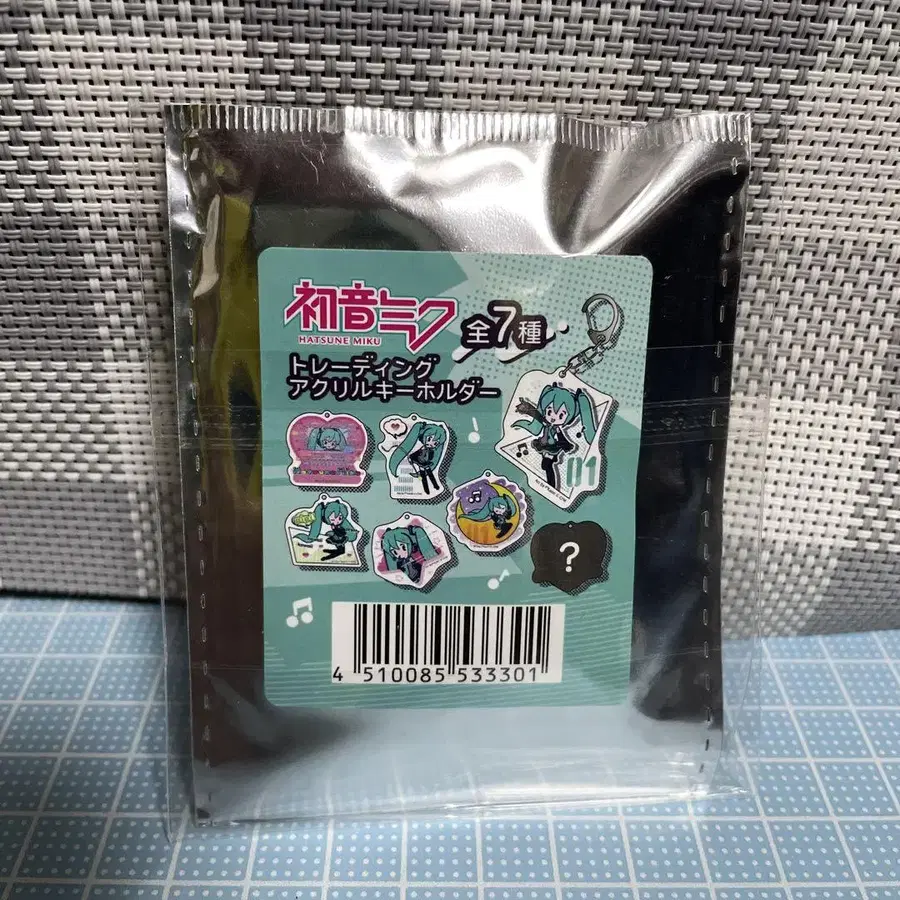 初音ミク
HATSUNE MIKU
全7種
トレーディング
アクリルキーホルダー
01
?
4 510085 533301